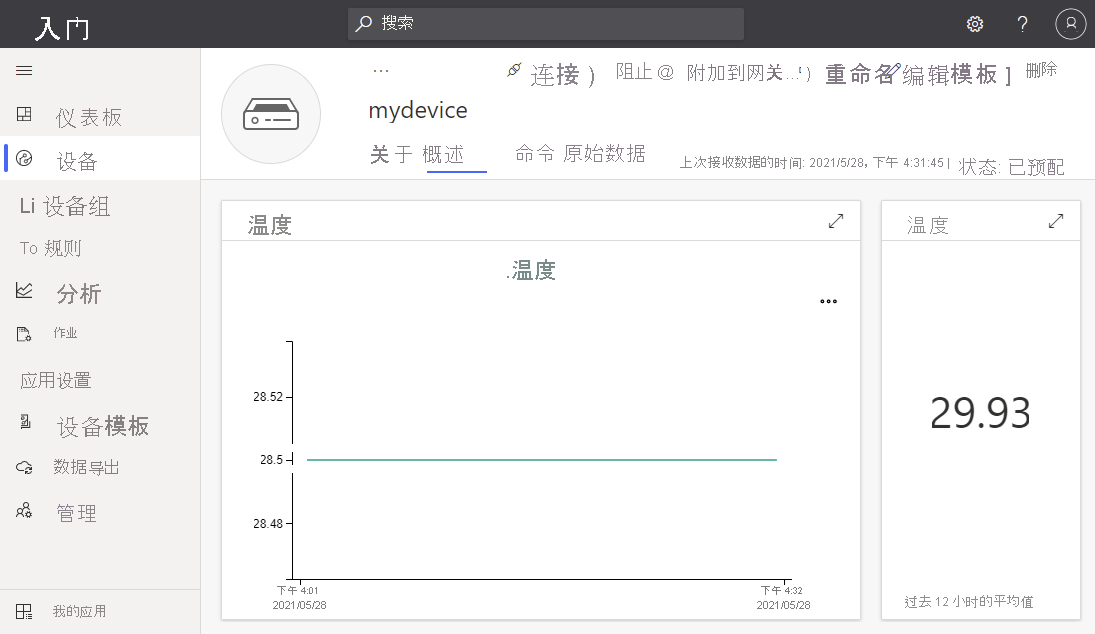 入门
搜索
?
仪表板
设备
Li 设备组
To 规则
分析
作业
应用设置
设备模板
数据导出
管理
我的应用
...
连接 ) 阻止 @ 附加到网关...) 重命名 编辑模板 ] 删除
mydevice
关于 概述 命令 原始数据
上次接收数据的时间: 2021/5/28, 下午 4:31:45 | 状态: 已预配
温度
.温度
28.52
28.5
28.48
下午 4:01
2021/05/28
下午 4:32
2021/05/28
温度
29.93
过去 12 小时的平均值